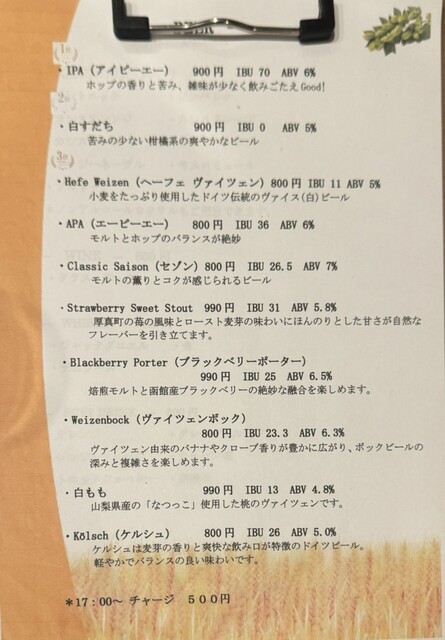 1位
・IPA（アイピーエー） 900円 IBU 70 ABV 6%
ホップの香りと苦み、雑味が少なく飲みごたえGood!
2位
・白すだち 900円 IBU 0 ABV 5%
苦みの少ない柑橘系の爽やかなビール
3位
・Hefe Weizen（ヘーフェ ヴァイツェン）800円 IBU 11 ABV 5%
小麦をたっぷり使用したドイツ伝統のヴァイス(白)ビール
・APA（エーピーエー） 800円 IBU 36 ABV 6%
モルトとホップのバランスが絶妙
・Classic Saison（セゾン）800円 IBU 26.5 ABV 7%
モルトの薫りとコクが感じられるビール
・Strawberry Sweet Stout 990円 IBU 31 ABV 5.8%
厚真町の苺の風味とロースト麦芽の味わいにほんのりとした甘さが自然な
フレーバーを引き立てます。
・Blackberry Porter（ブラックベリーポーター）
990円 IBU 25 ABV 6.5%
焙煎モルトと函館産ブラックベリーの絶妙な融合を楽しめます。
・Weizenbock（ヴァイツェンボック）
800円 IBU 23.3 ABV 6.3%
ヴァイツェン由来のバナナやクローブ香りが豊かに広がり、ボックビールの
深みと複雑さを楽しめます。
・白もも 990円 IBU 13 ABV 4.8%
山梨県産の「なつっこ」使用した桃のヴァイツェンです。
・Kölsch（ケルシュ） 800円 IBU 26 ABV 5.0%
ケルシュは麦芽の香りと爽快な飲み口が特徴のドイツビール。
軽やかでバランスの良い味わいです。
＊17：00～ チャージ ５００円